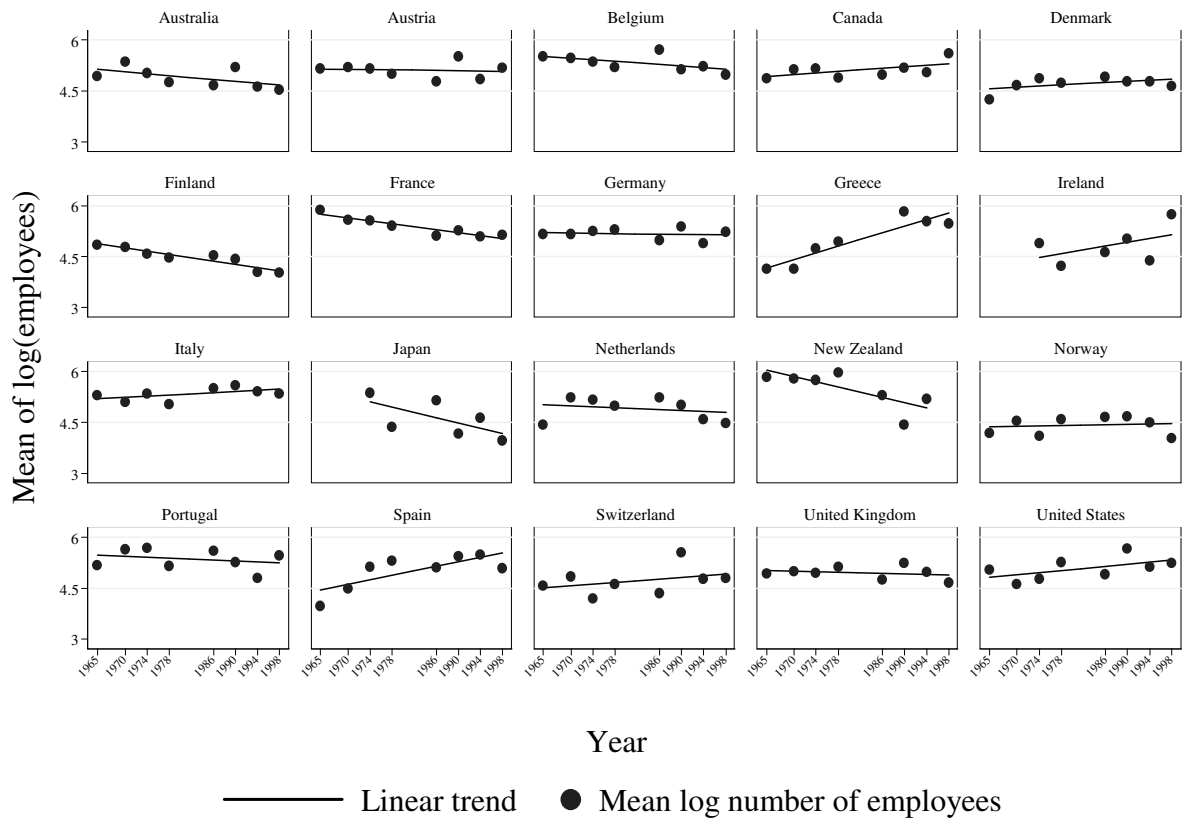 Australia Austria Belgium Canada Denmark
6
4.5
3
Finland France Germany Greece Ireland
6
4.5
3
Italy Japan Netherlands New Zealand Norway
6
4.5
3
Portugal Spain Switzerland United Kingdom United States
6
4.5
3
1965 1970 1974 1978 1986 1990 1994 1998 1965 1970 1974 1978 1986 1990 1994 1998 1965 1970 1974 1978 1986 1990 1994 1998 1965 1970 1974 1978 1986 1990 1994 1998 1965 1970 1974 1978 1986 1990 1994 1998
Mean of log(employees)
Year
Linear trend Mean log number of employees